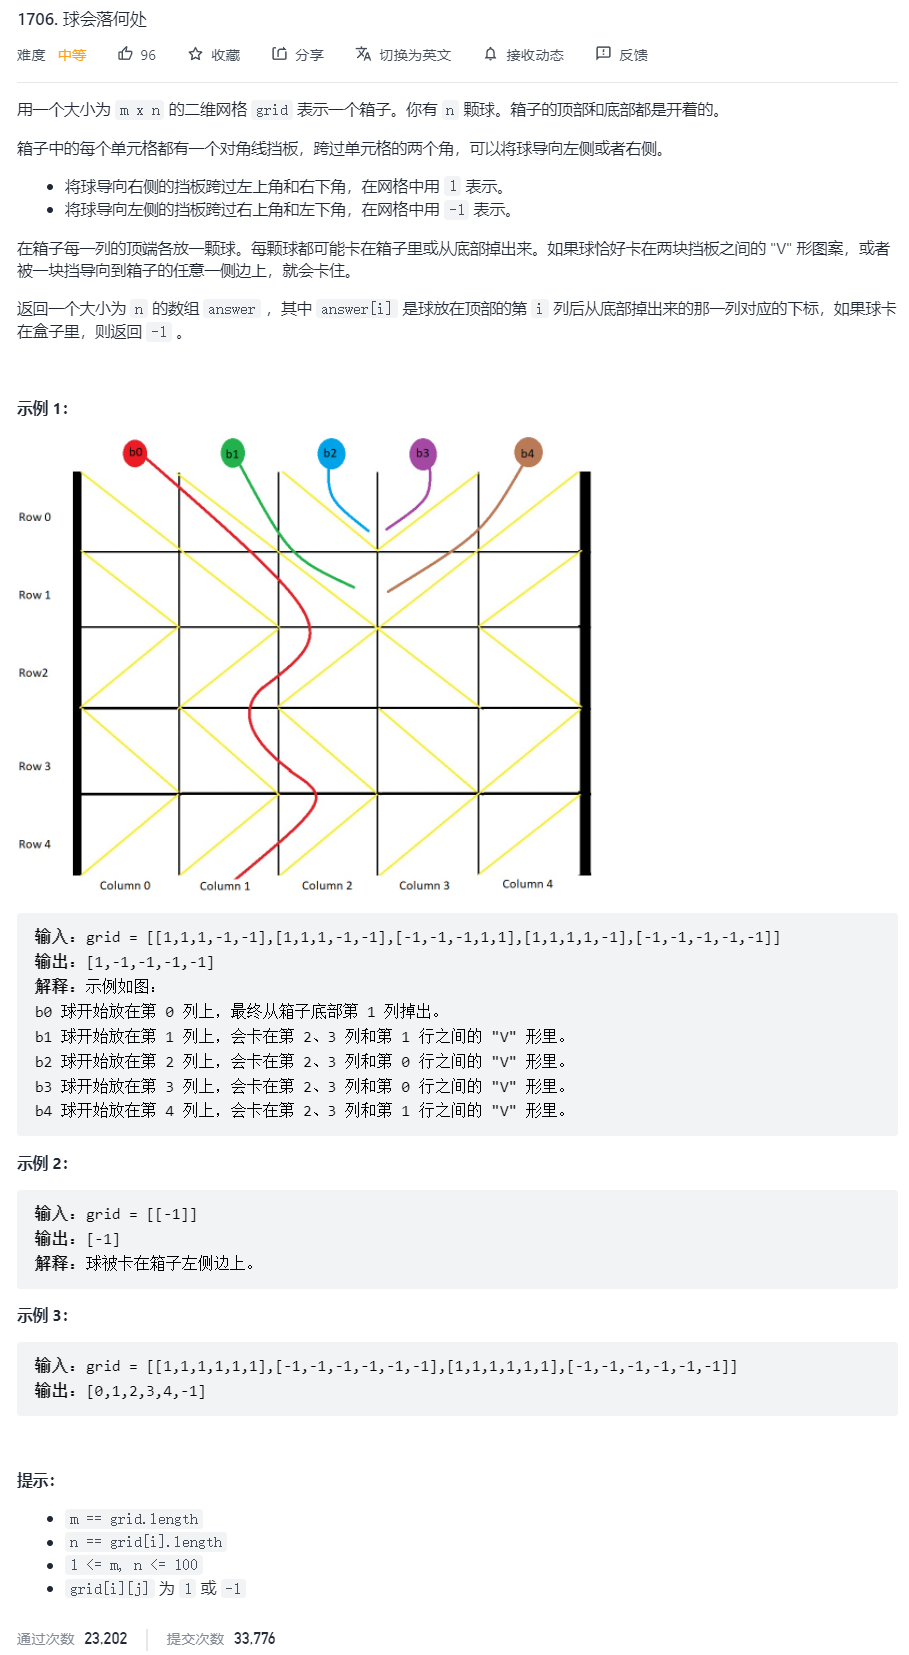 1706. 球会落何处
难度 中等 96 收藏 分享 切换为英文 接收动态 反馈
用一个大小为 m x n 的二维网格 grid 表示一个箱子。你有 n 颗球。箱子的顶部和底部都是开着的。
箱子中的每个单元格都有一个对角线挡板，跨过单元格的两个角，可以将球导向左侧或者右侧。
• 将球导向右侧的挡板跨过左上角和右下角，在网格中用 1 表示。
• 将球导向左侧的挡板跨过右上角和左下角，在网格中用 -1 表示。
在箱子每一列的顶端各放一颗球。每颗球都可能卡在箱子里或从底部掉出来。如果球恰好卡在两块挡板之间的 "V" 形图案，或者
被一块挡导向到箱子的任意一侧边上，就会卡住。
返回一个大小为 n 的数组 answer ，其中 answer[i] 是球放在顶部的第 i 列后从底部掉出来的那一列对应的下标，如果球卡
在盒子里，则返回 -1 。
示例 1：
b0 b1 b2 b3 b4
Row 0
Row 1
Row2
Row 3
Row 4
Column 0 Column 1 Column 2 Column 3 Column 4
输入：grid = [[1,1,1,-1,-1],[1,1,1,-1,-1],[-1,-1,-1,1,1],[1,1,1,1,-1],[-1,-1,-1,-1,-1]]
输出：[1,-1,-1,-1,-1]
解释：示例如图：
b0 球开始放在第 0 列上，最终从箱子底部第 1 列掉出。
b1 球开始放在第 1 列上，会卡在第 2、3 列和第 1 行之间的 "V" 形里。
b2 球开始放在第 2 列上，会卡在第 2、3 列和第 0 行之间的 "V" 形里。
b3 球开始放在第 3 列上，会卡在第 2、3 列和第 0 行之间的 "V" 形里。
b4 球开始放在第 4 列上，会卡在第 2、3 列和第 1 行之间的 "V" 形里。
示例 2：
输入：grid = [[-1]]
输出：[-1]
解释：球被卡在箱子左侧边上。
示例 3：
输入：grid = [[1,1,1,1,1,1],[-1,-1,-1,-1,-1,-1],[1,1,1,1,1,1],[-1,-1,-1,-1,-1,-1]]
输出：[0,1,2,3,4,-1]
提示：
• m == grid.length
• n == grid[i].length
• 1 <= m, n <= 100
• grid[i][j] 为 1 或 -1
通过次数 23,202 提交次数 33,776